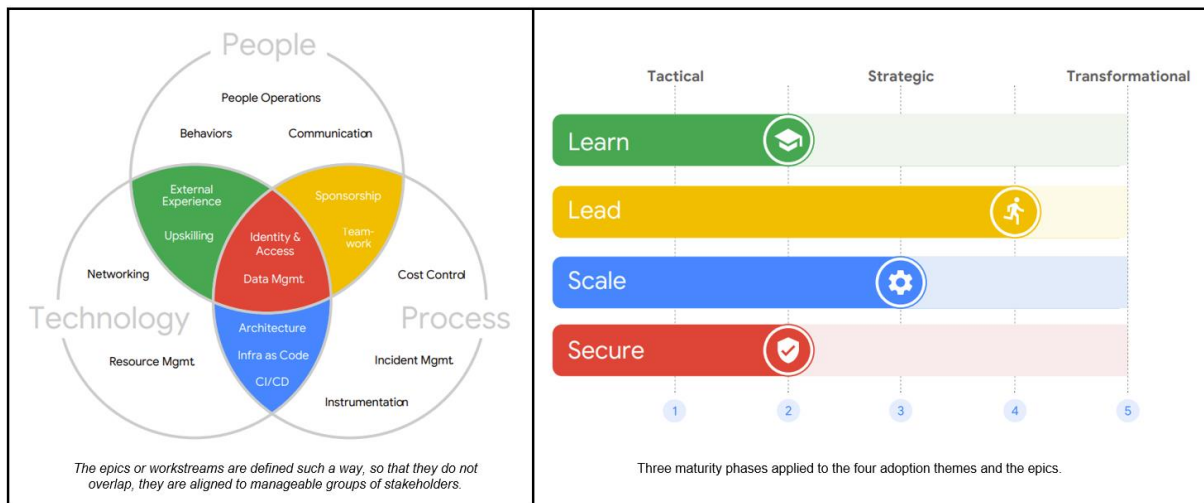 People
People Operations
Behaviors
Communication
External
Experience
Upskilling
Sponsorship
Team-
work
Identity &
Access
Data Mgmt.
Networking
Cost Control
Technology
Process
Architecture
Infra as Code
CI/CD
Resource Mgmt.
Incident Mgmt.
Instrumentation
The epics or workstreams are defined such a way, so that they do not
overlap, they are aligned to manageable groups of stakeholders.
Tactical
Strategic
Transformational
Learn
Lead
Scale
Secure
1
2
3
4
5
Three maturity phases applied to the four adoption themes and the epics.